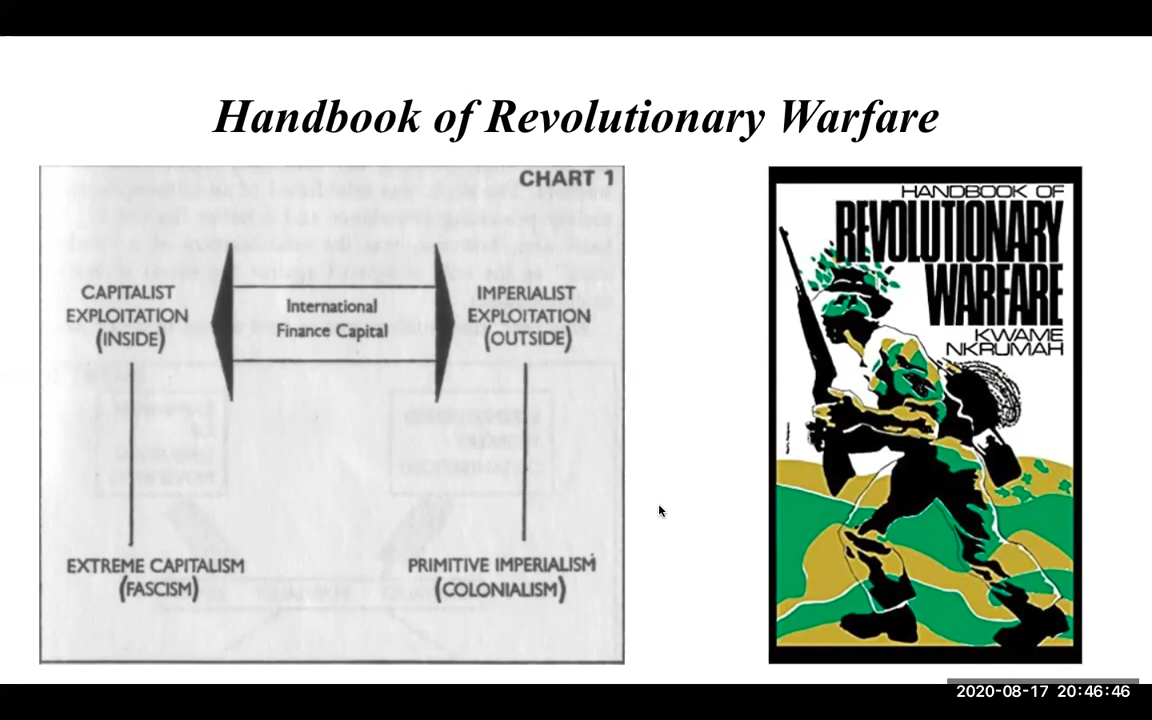 Handbook of Revolutionary Warfare
CHART 1
CAPITALIST
EXPLOITATION
(INSIDE)
International
Finance Capital
IMPERIALIST
EXPLOITATION
(OUTSIDE)
EXTREME CAPITALISM
(FASCISM)
PRIMITIVE IMPERIALISM
(COLONIALISM)
HANDBOOK OF
REVOLUTIONARY
WARFARE
KWAME
NKRUMAH
2020-08-17 20:46:46